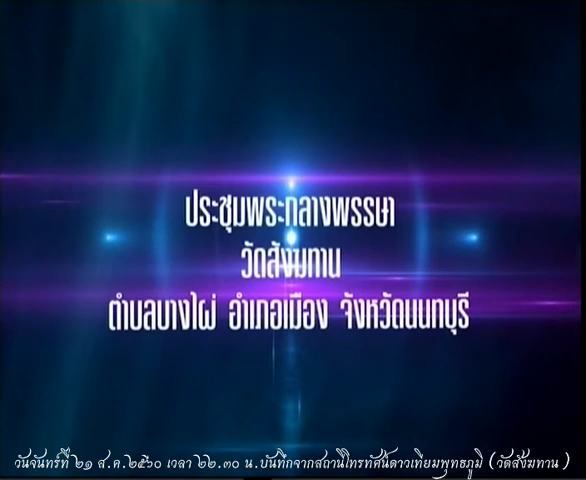 ประชุมพระกลางพรรษา
วัดสังฆทาน
ตำบลบางไผ่ อำเภอเมือง จังหวัดนนทบุรี
วันจันทร์ที่ ๒๑ ส.ค.๒๕๖๐ เวลา ๒๒.๓๐ น.บันทึกจากสถานีโทรทัศน์ดาวเทียมพุทธภูมิ (วัดสังฆทาน)